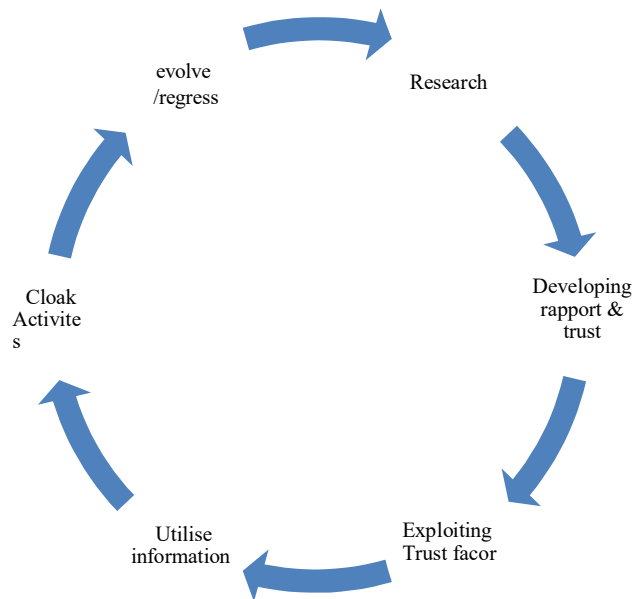 evolve
/regress
Research
Developing
rapport &
trust
Exploiting
Trust facor
Utilise
information
Cloak
Activite
s